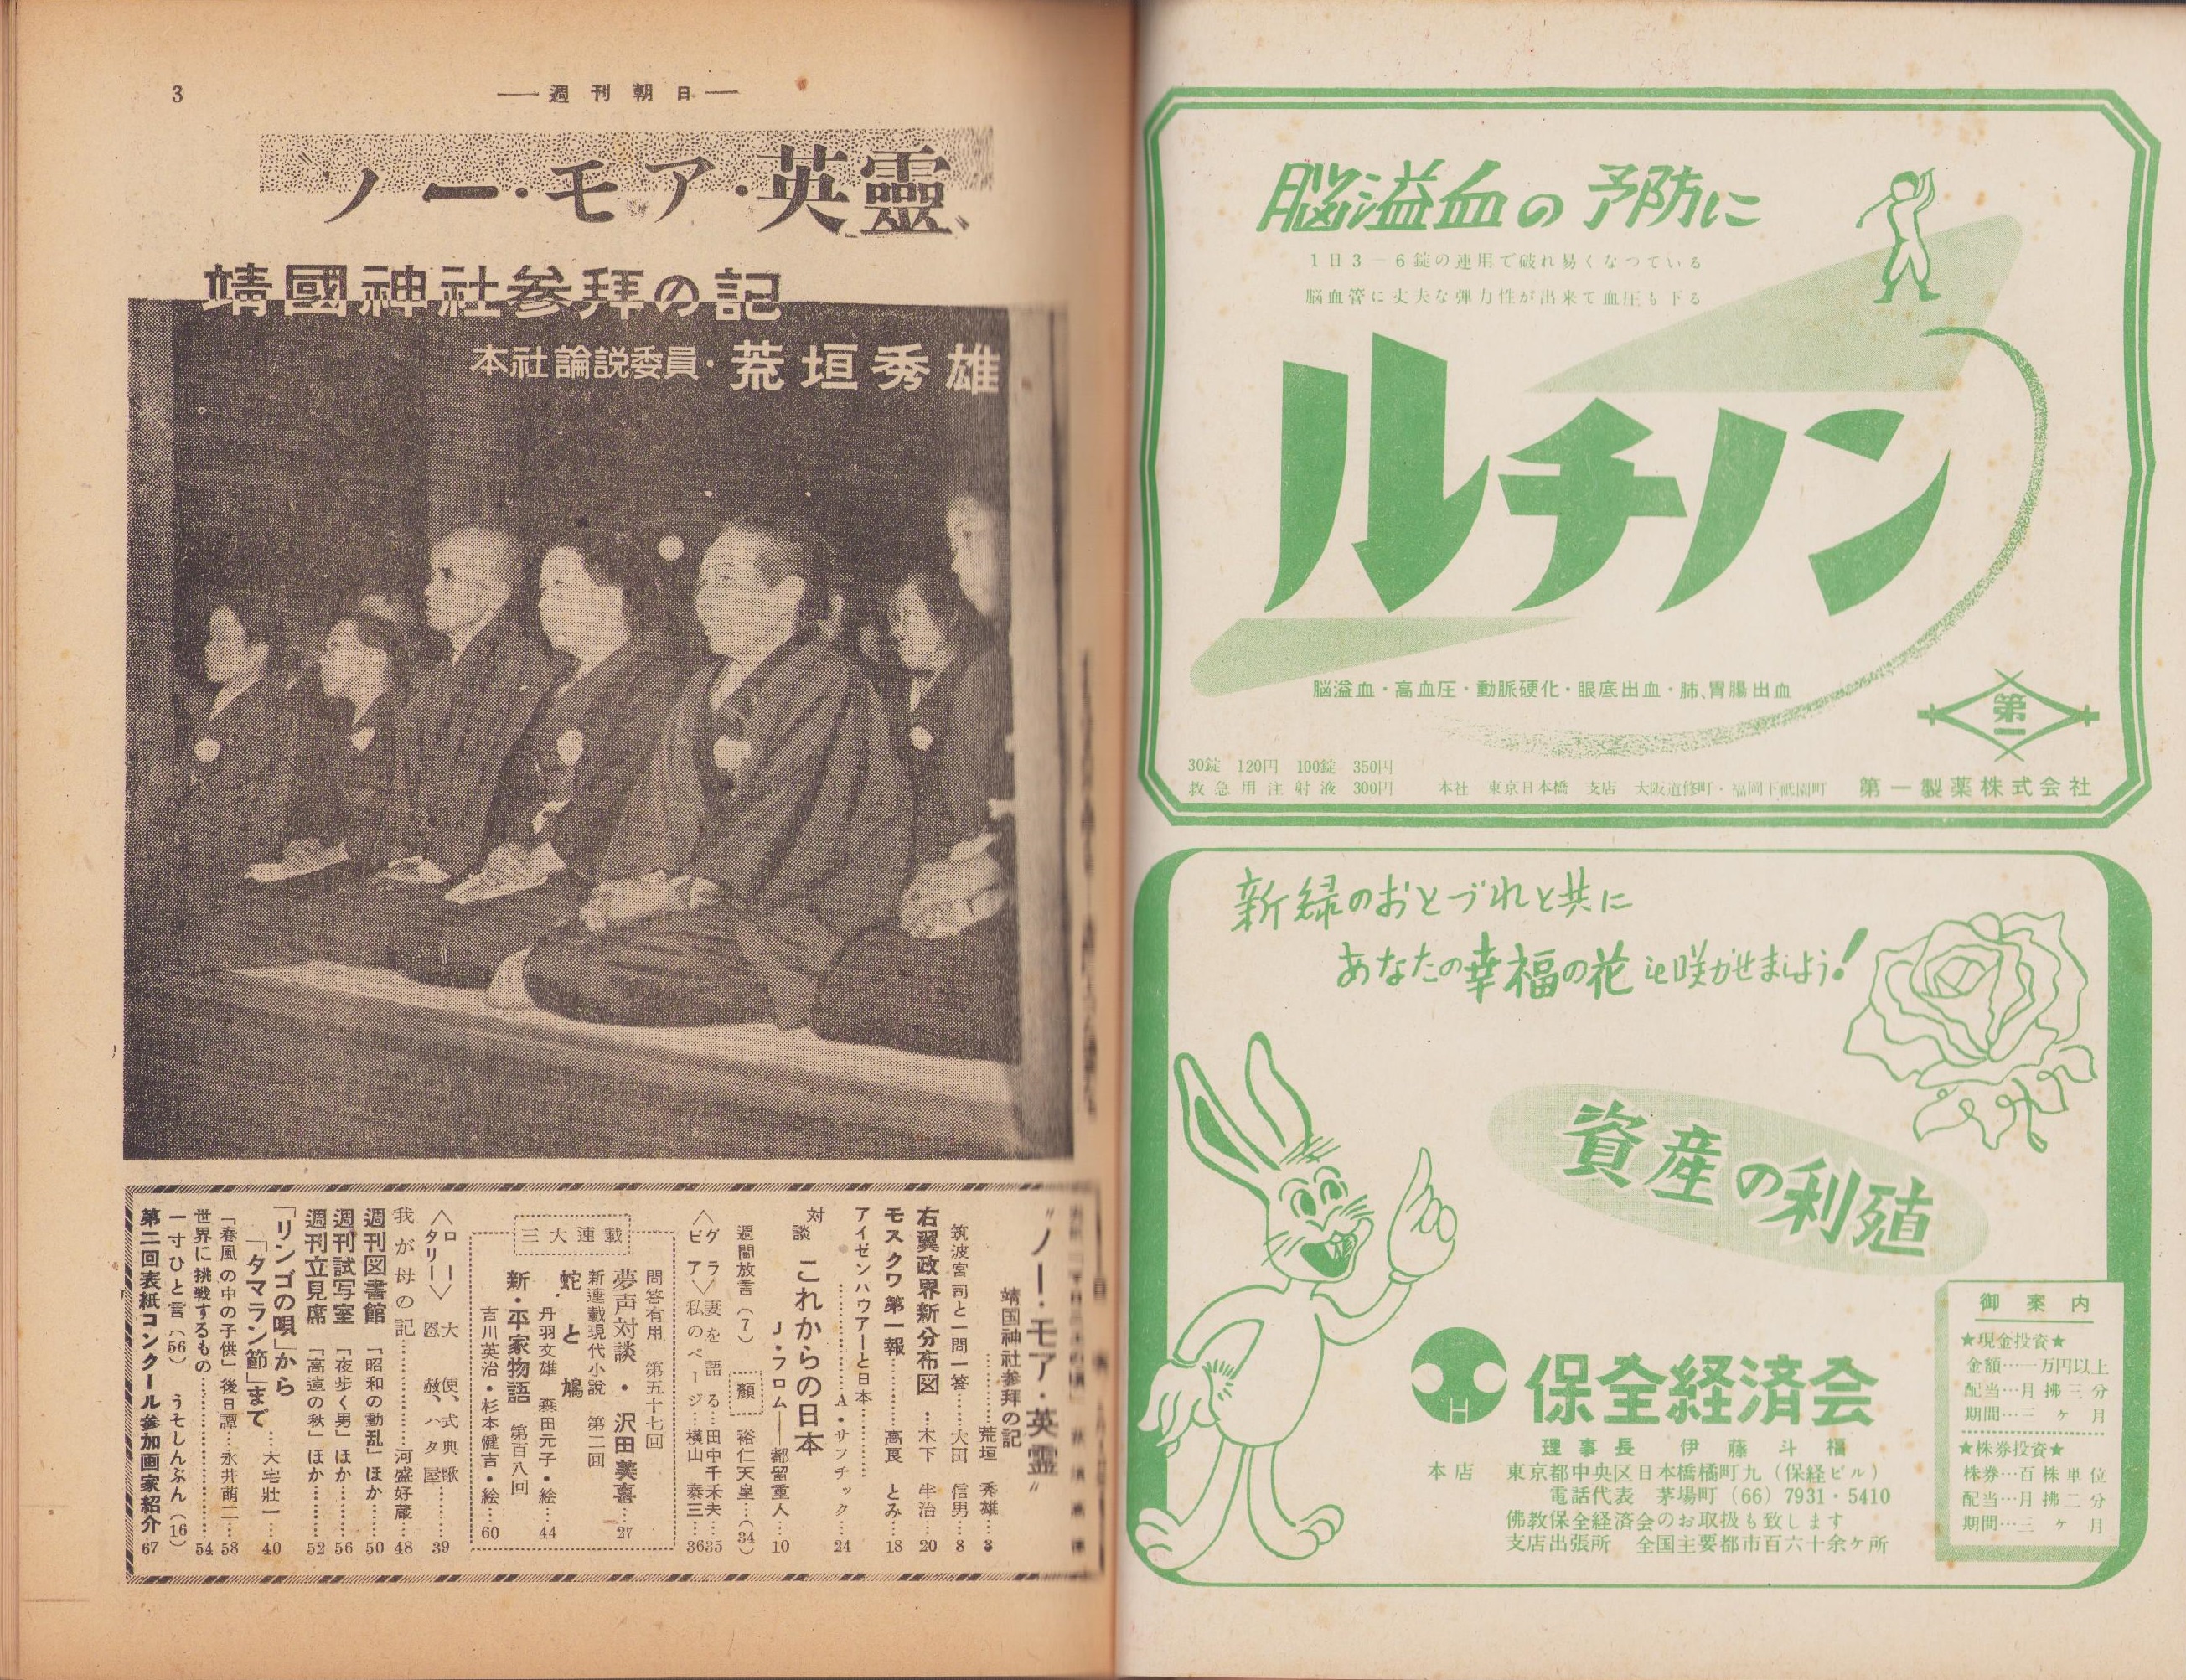 3
週刊朝日
〝ノー・モア・英靈〟
靖國神社参拜の記
本社論説委員・荒垣秀雄
〝ノー・モア・英霊〟
靖国神社参拝の記
荒垣 秀雄…3
筑波宮司と一問一答……大田 信男…8
右翼政界新分布図…木下 半治…20
モスクワ第一報……高良 とみ…18
アイゼンハウアーと日本……
……A・サフチック…24
対談 これからの日本
J・フロム――都留重人…10
週間放言(7) 顔 裕仁天皇…(34)
〈グラビア〉
妻を語る…田中千禾夫…35
私のページ…横山 泰三…36
三大連載
問答有用 第五十七回
夢声対談・沢田美喜…27
新連載現代小説 第二回
蛇と鳩
丹羽文雄 森田元子・絵…44
新・平家物語 第百八回
吉川英治・杉本健吉・絵…60
〈ロータリー〉
大使、式典歌
恩赦、ハタ屋………39
我が母の記……河盛好蔵…48
週刊図書館「昭和の動乱」ほか……50
週刊試写室「夜歩く男」ほか……56
週刊立見席「高遠の秋」ほか……52
「リンゴの唄」から
「タマラン節」まで…大宅壯一…40
「春風の中の子供」後日譚…永井萠二…58
世界に挑戦するもの……54
一寸ひと言(56) うそしんぶん(16)
第二回表紙コンクール参加画家紹介 67
脳溢血の予防に
1日3―6錠の連用で破れ易くなつている
脳血管に丈夫な弾力性が出来て血圧も下る
ルチノン
脳溢血・高血圧・動脈硬化・眼底出血・肺、胃腸出血
第一
30錠 120円 100錠 350円
救急用注射液 300円
本社 東京日本橋 支店 大阪道修町・福岡下祇園町
第一製薬株式会社
新緑のおとづれと共に
あなたの幸福の花を咲かせましよう!
資産の利殖
保全経済会
理事長 伊藤斗福
本店 東京都中央区日本橋橘町九(保経ビル)
電話代表 茅場町(66)7931・5410
佛教保全経済会のお取扱も致します
支店出張所 全国主要都市百六十余ケ所
御案内
★現金投資★
金額…一万円以上
配当…月拂三分
期間…三ケ月
★株券投資★
株券…百株単位
配当…月拂二分
期間…三ケ月